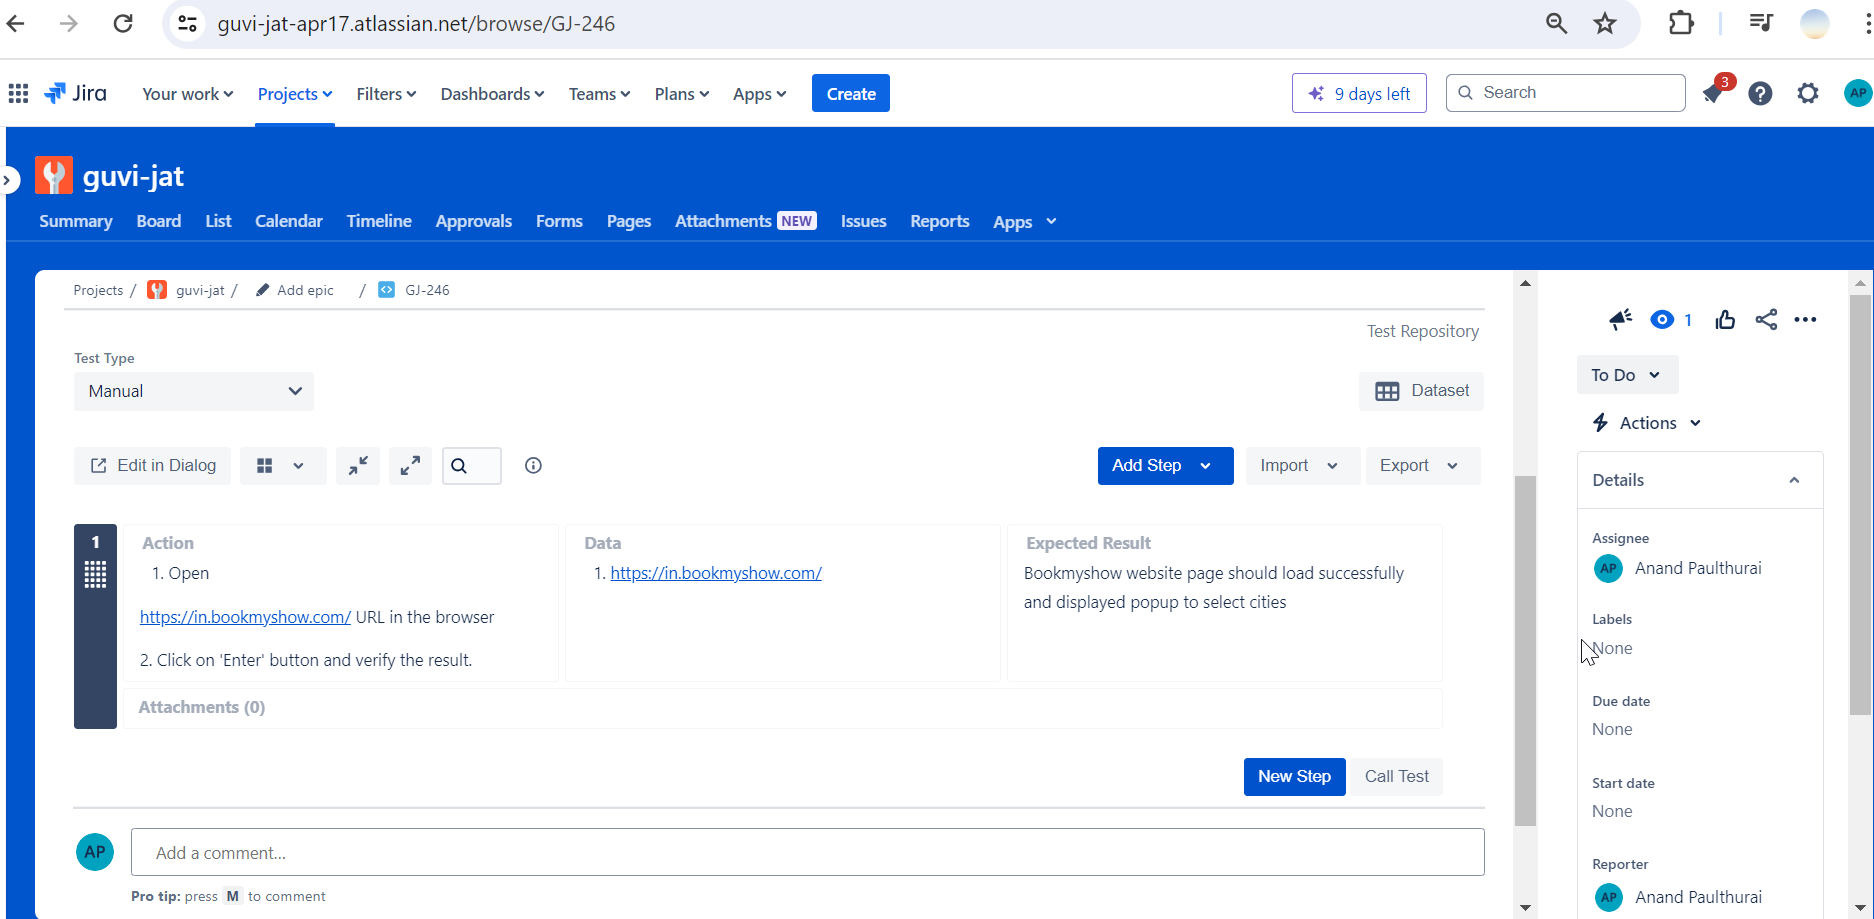 guvi-jat-apr17.atlassian.net/browse/GJ-246
Jira Your work Projects Filters Dashboards Teams Plans Apps Create 9 days left Search 3 AP
guvi-jat
Summary Board List Calendar Timeline Approvals Forms Pages Attachments NEW Issues Reports Apps
Projects / guvi-jat / Add epic / GJ-246
Test Repository
Test Type
Manual
Dataset
Edit in Dialog
Add Step Import Export
1
Action
1. Open
https://in.bookmyshow.com/ URL in the browser
2. Click on 'Enter' button and verify the result.
Data
1. https://in.bookmyshow.com/
Expected Result
Bookmyshow website page should load successfully
and displayed popup to select cities
Attachments (0)
New Step Call Test
AP Add a comment...
Pro tip: press M to comment
1
To Do
Actions
Details
Assignee
AP Anand Paulthurai
Labels
None
Due date
None
Start date
None
Reporter
AP Anand Paulthurai